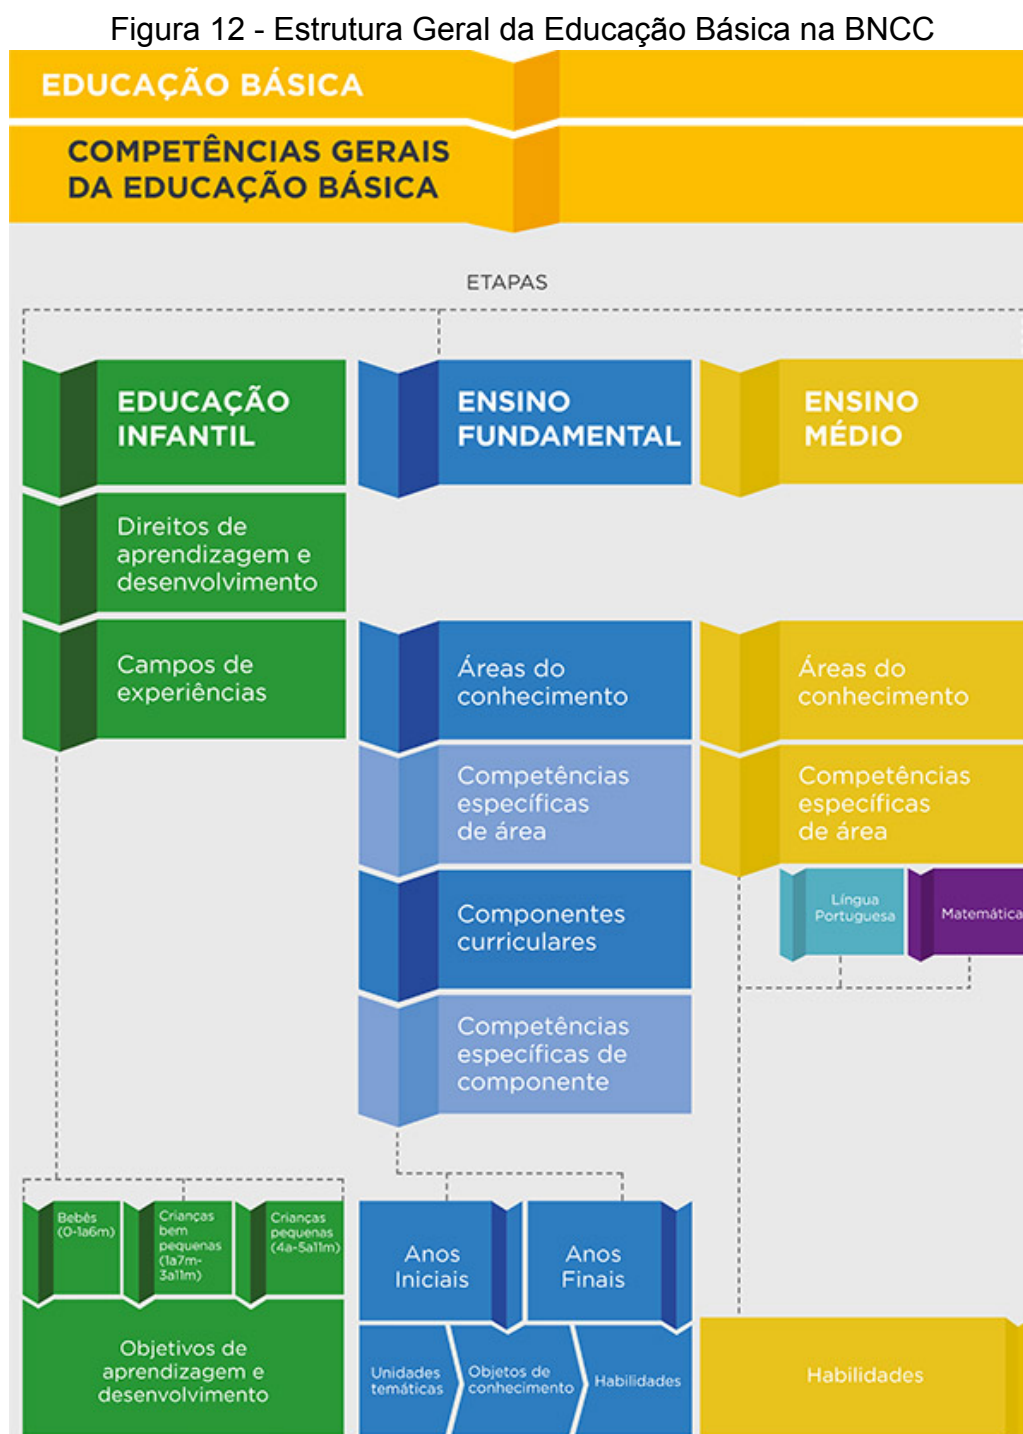 Figura 12 - Estrutura Geral da Educação Básica na BNCC
EDUCAÇÃO BÁSICA
COMPETÊNCIAS GERAIS
DA EDUCAÇÃO BÁSICA
ETAPAS
EDUCAÇÃO
INFANTIL
Direitos de
aprendizagem e
desenvolvimento
Campos de
experiências
Bebês
(0-1a6m)
Crianças
bem
pequenas
(1a7m-
3a11m)
Crianças
pequenas
(4a-5a11m)
Objetivos de
aprendizagem e
desenvolvimento
ENSINO
FUNDAMENTAL
Áreas do
conhecimento
Competências
específicas
de área
Componentes
curriculares
Competências
específicas de
componente
Anos
Iniciais
Anos
Finais
Unidades
temáticas
Objetos de
conhecimento
Habilidades
ENSINO
MÉDIO
Áreas do
conhecimento
Competências
específicas
de área
Língua
Portuguesa
Matemática
Habilidades